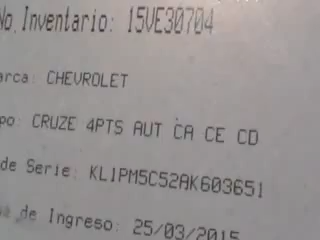 No.Inventario: 15VE30704
arca: CHEVROLET
po: CRUZE 4PTS AUT CA CE CD
de Serie: KL1PM5C52AK603651
a de Ingreso: 25/03/2015